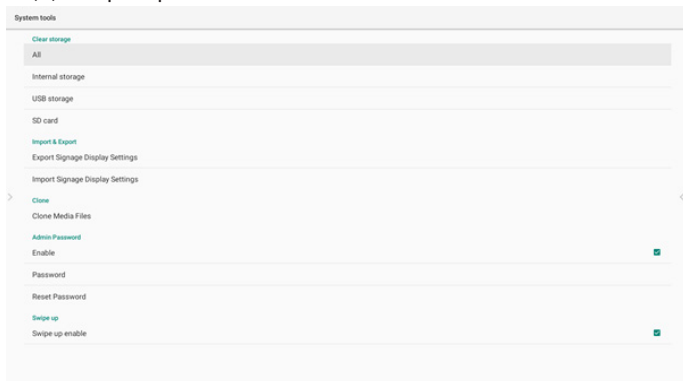 System tools
Clear storage
All
Internal storage
USB storage
SD card
Import & Export
Export Signage Display Settings
Import Signage Display Settings
Clone
Clone Media Files
Admin Password
Enable
Password
Reset Password
Swipe up
Swipe up enable